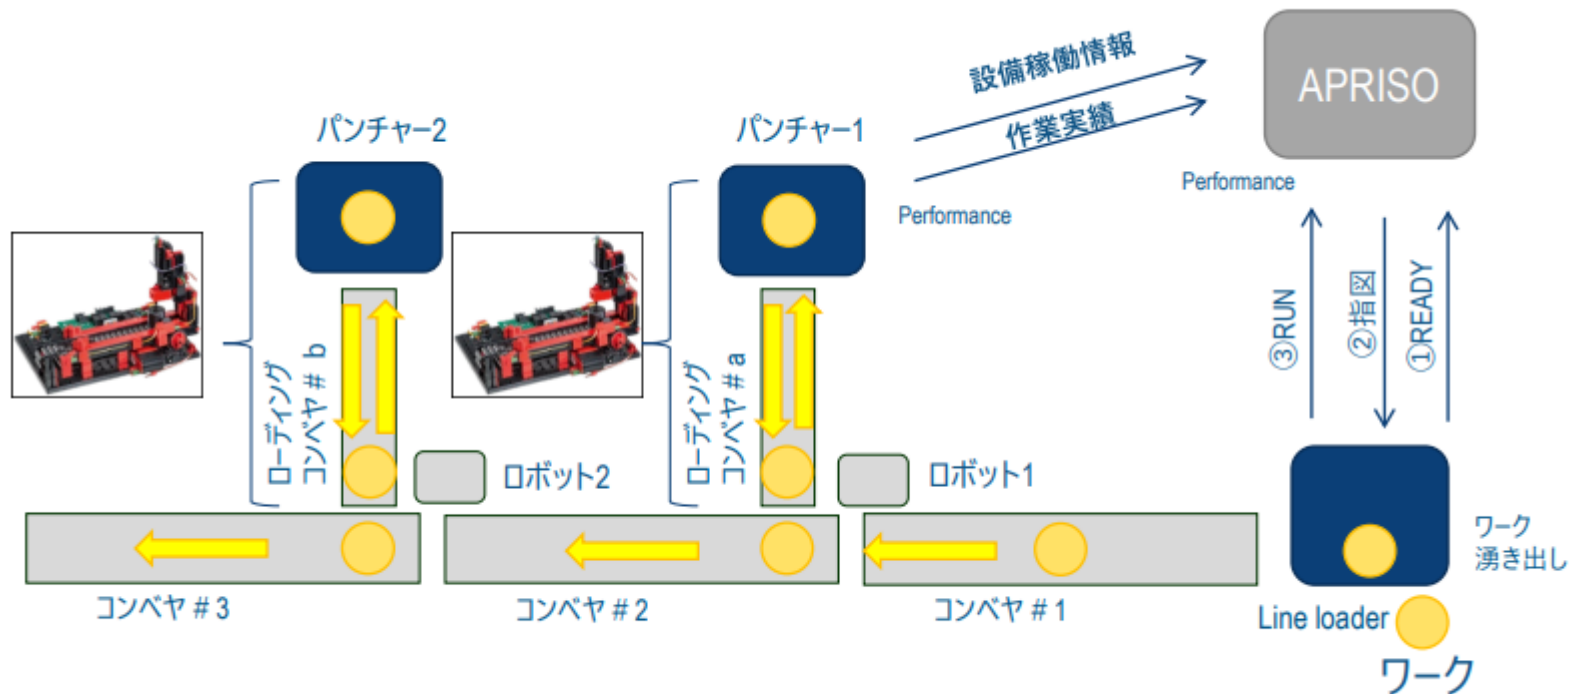 設備稼働情報
作業実績
APRISO
パンチャー2
パンチャー1
Performance
Performance
ローディング
コンベヤ# b
ローディング
コンベヤ# a
③RUN
②指図
①READY
ロボット2
ロボット1
ワーク
湧き出し
コンベヤ#3
コンベヤ#2
コンベヤ#1
Line loader
ワーク